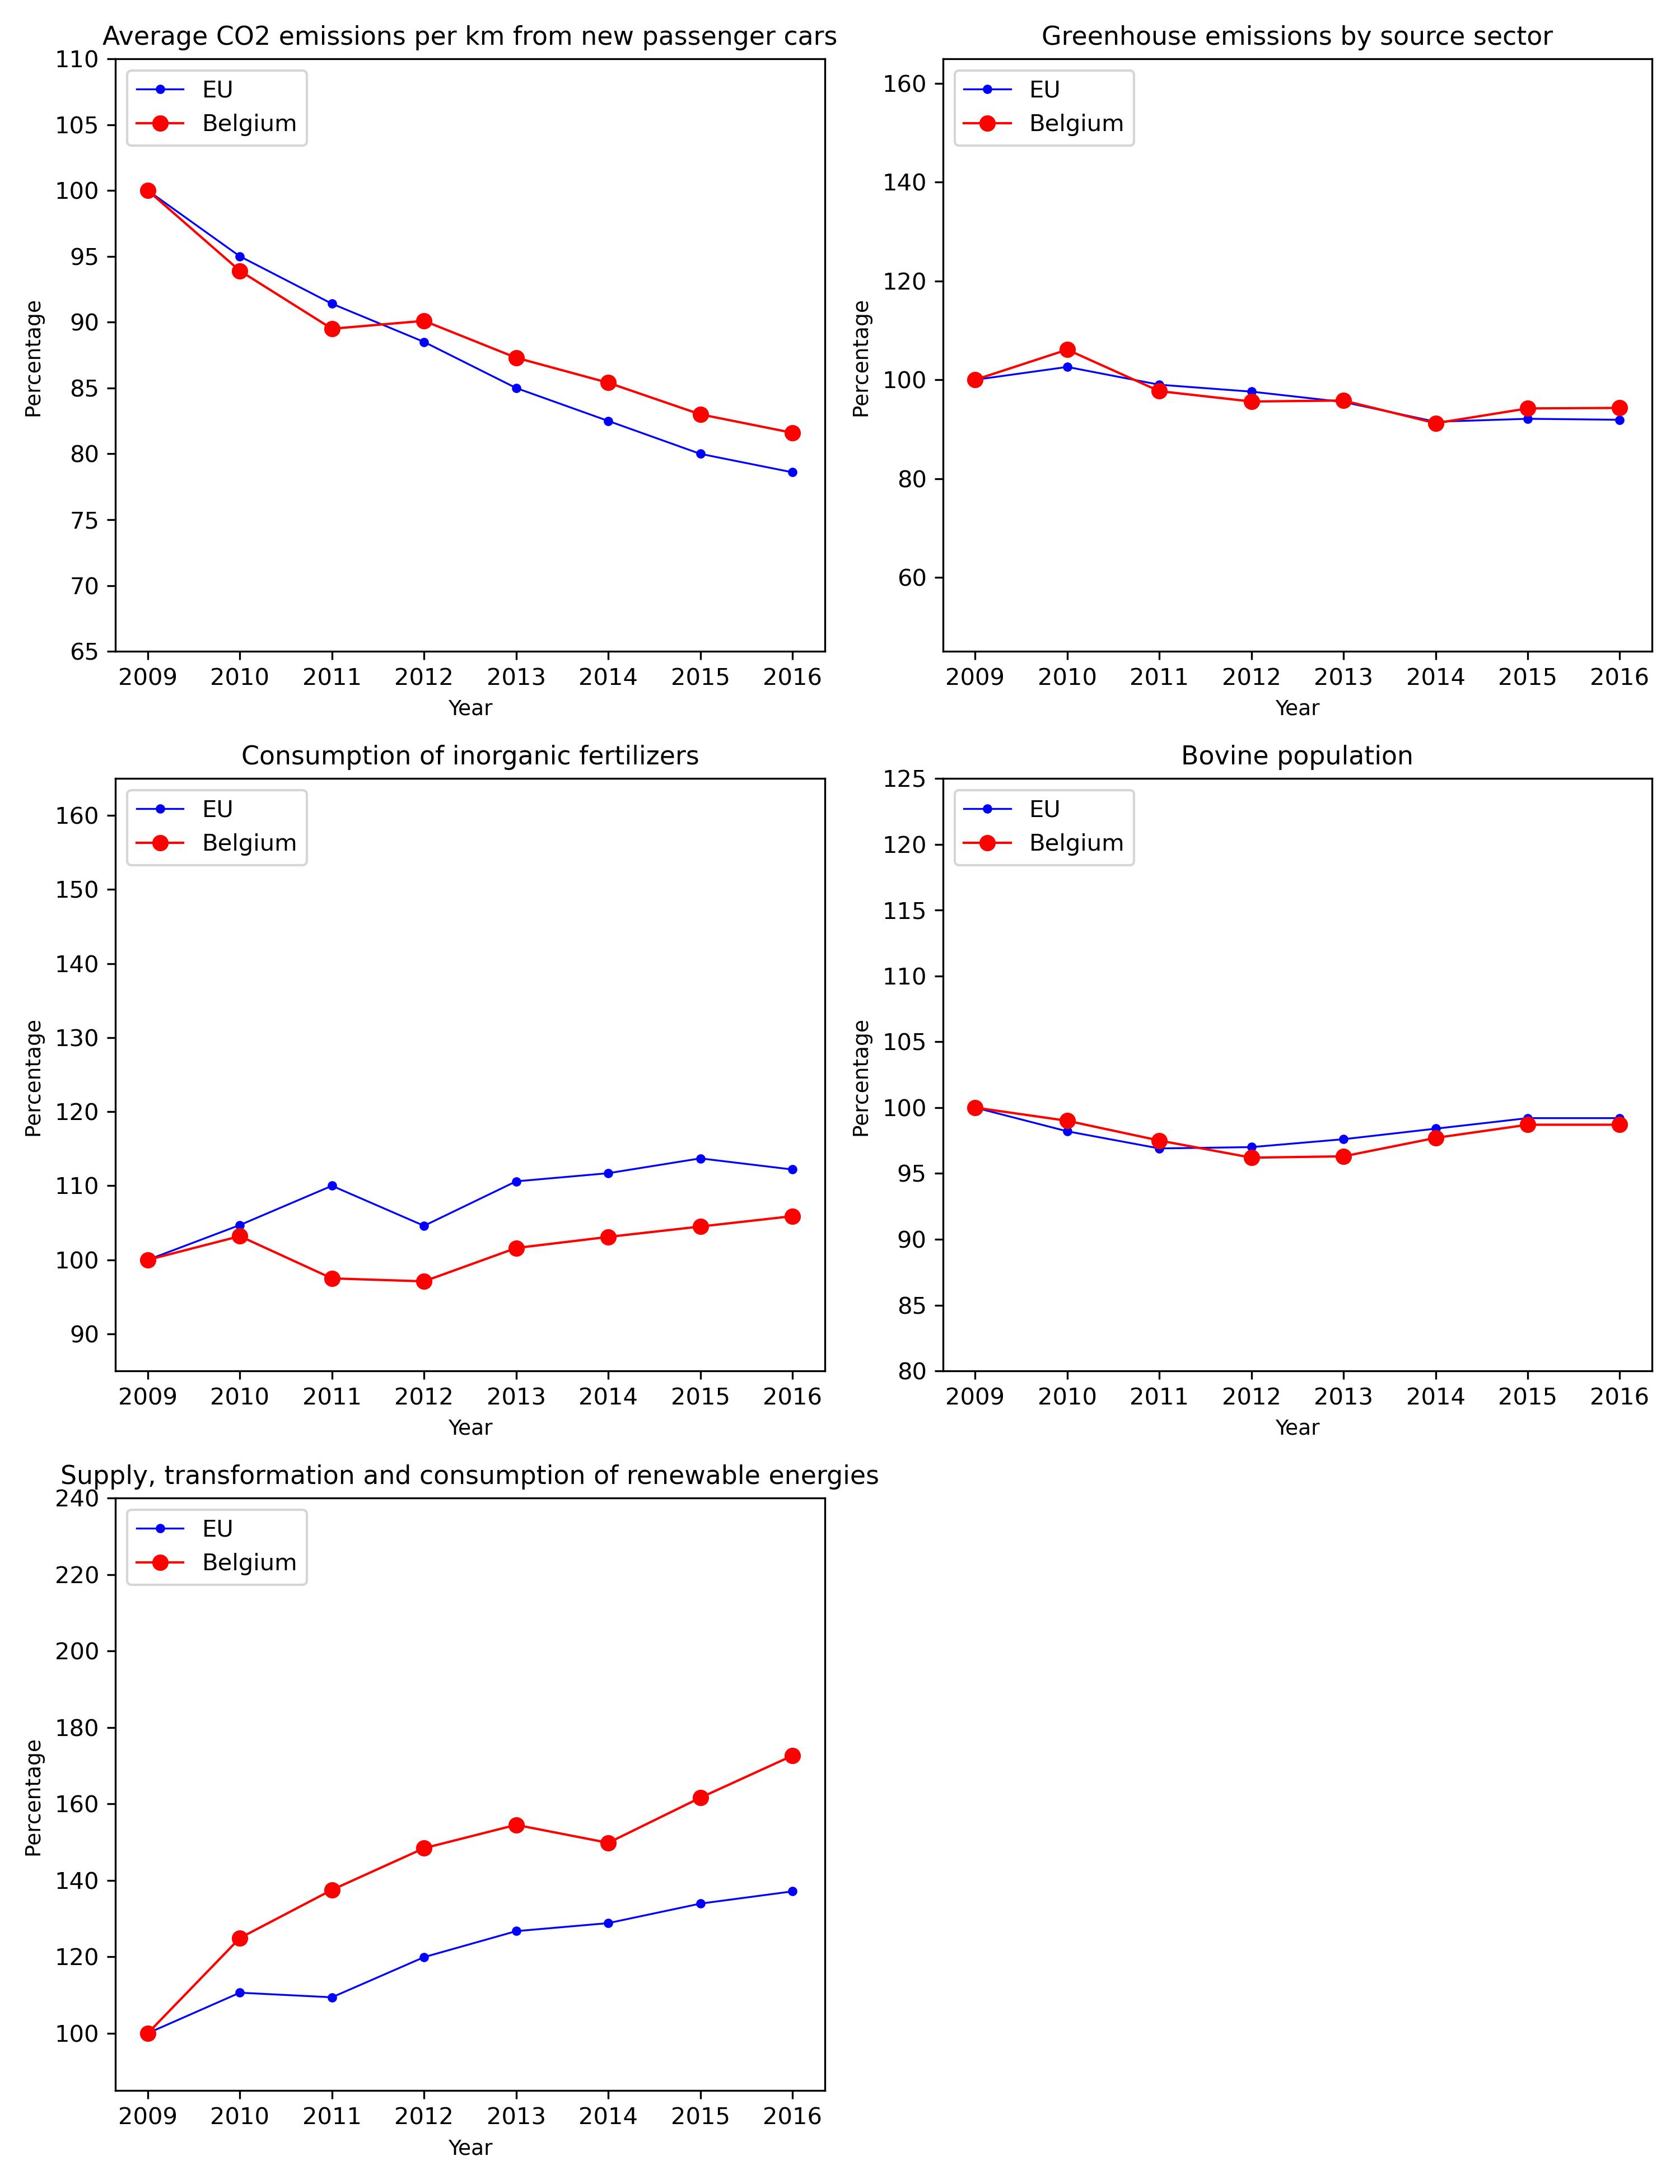 Average CO2 emissions per km from new passenger cars
110
105
100
95
90
85
80
75
70
65
Percentage
EU
Belgium
2009 2010 2011 2012 2013 2014 2015 2016
Year
Greenhouse emissions by source sector
160
140
120
100
80
60
Percentage
EU
Belgium
2009 2010 2011 2012 2013 2014 2015 2016
Year
Consumption of inorganic fertilizers
160
150
140
130
120
110
100
90
Percentage
EU
Belgium
2009 2010 2011 2012 2013 2014 2015 2016
Year
Bovine population
125
120
115
110
105
100
95
90
85
80
Percentage
EU
Belgium
2009 2010 2011 2012 2013 2014 2015 2016
Year
Supply, transformation and consumption of renewable energies
240
220
200
180
160
140
120
100
Percentage
EU
Belgium
2009 2010 2011 2012 2013 2014 2015 2016
Year